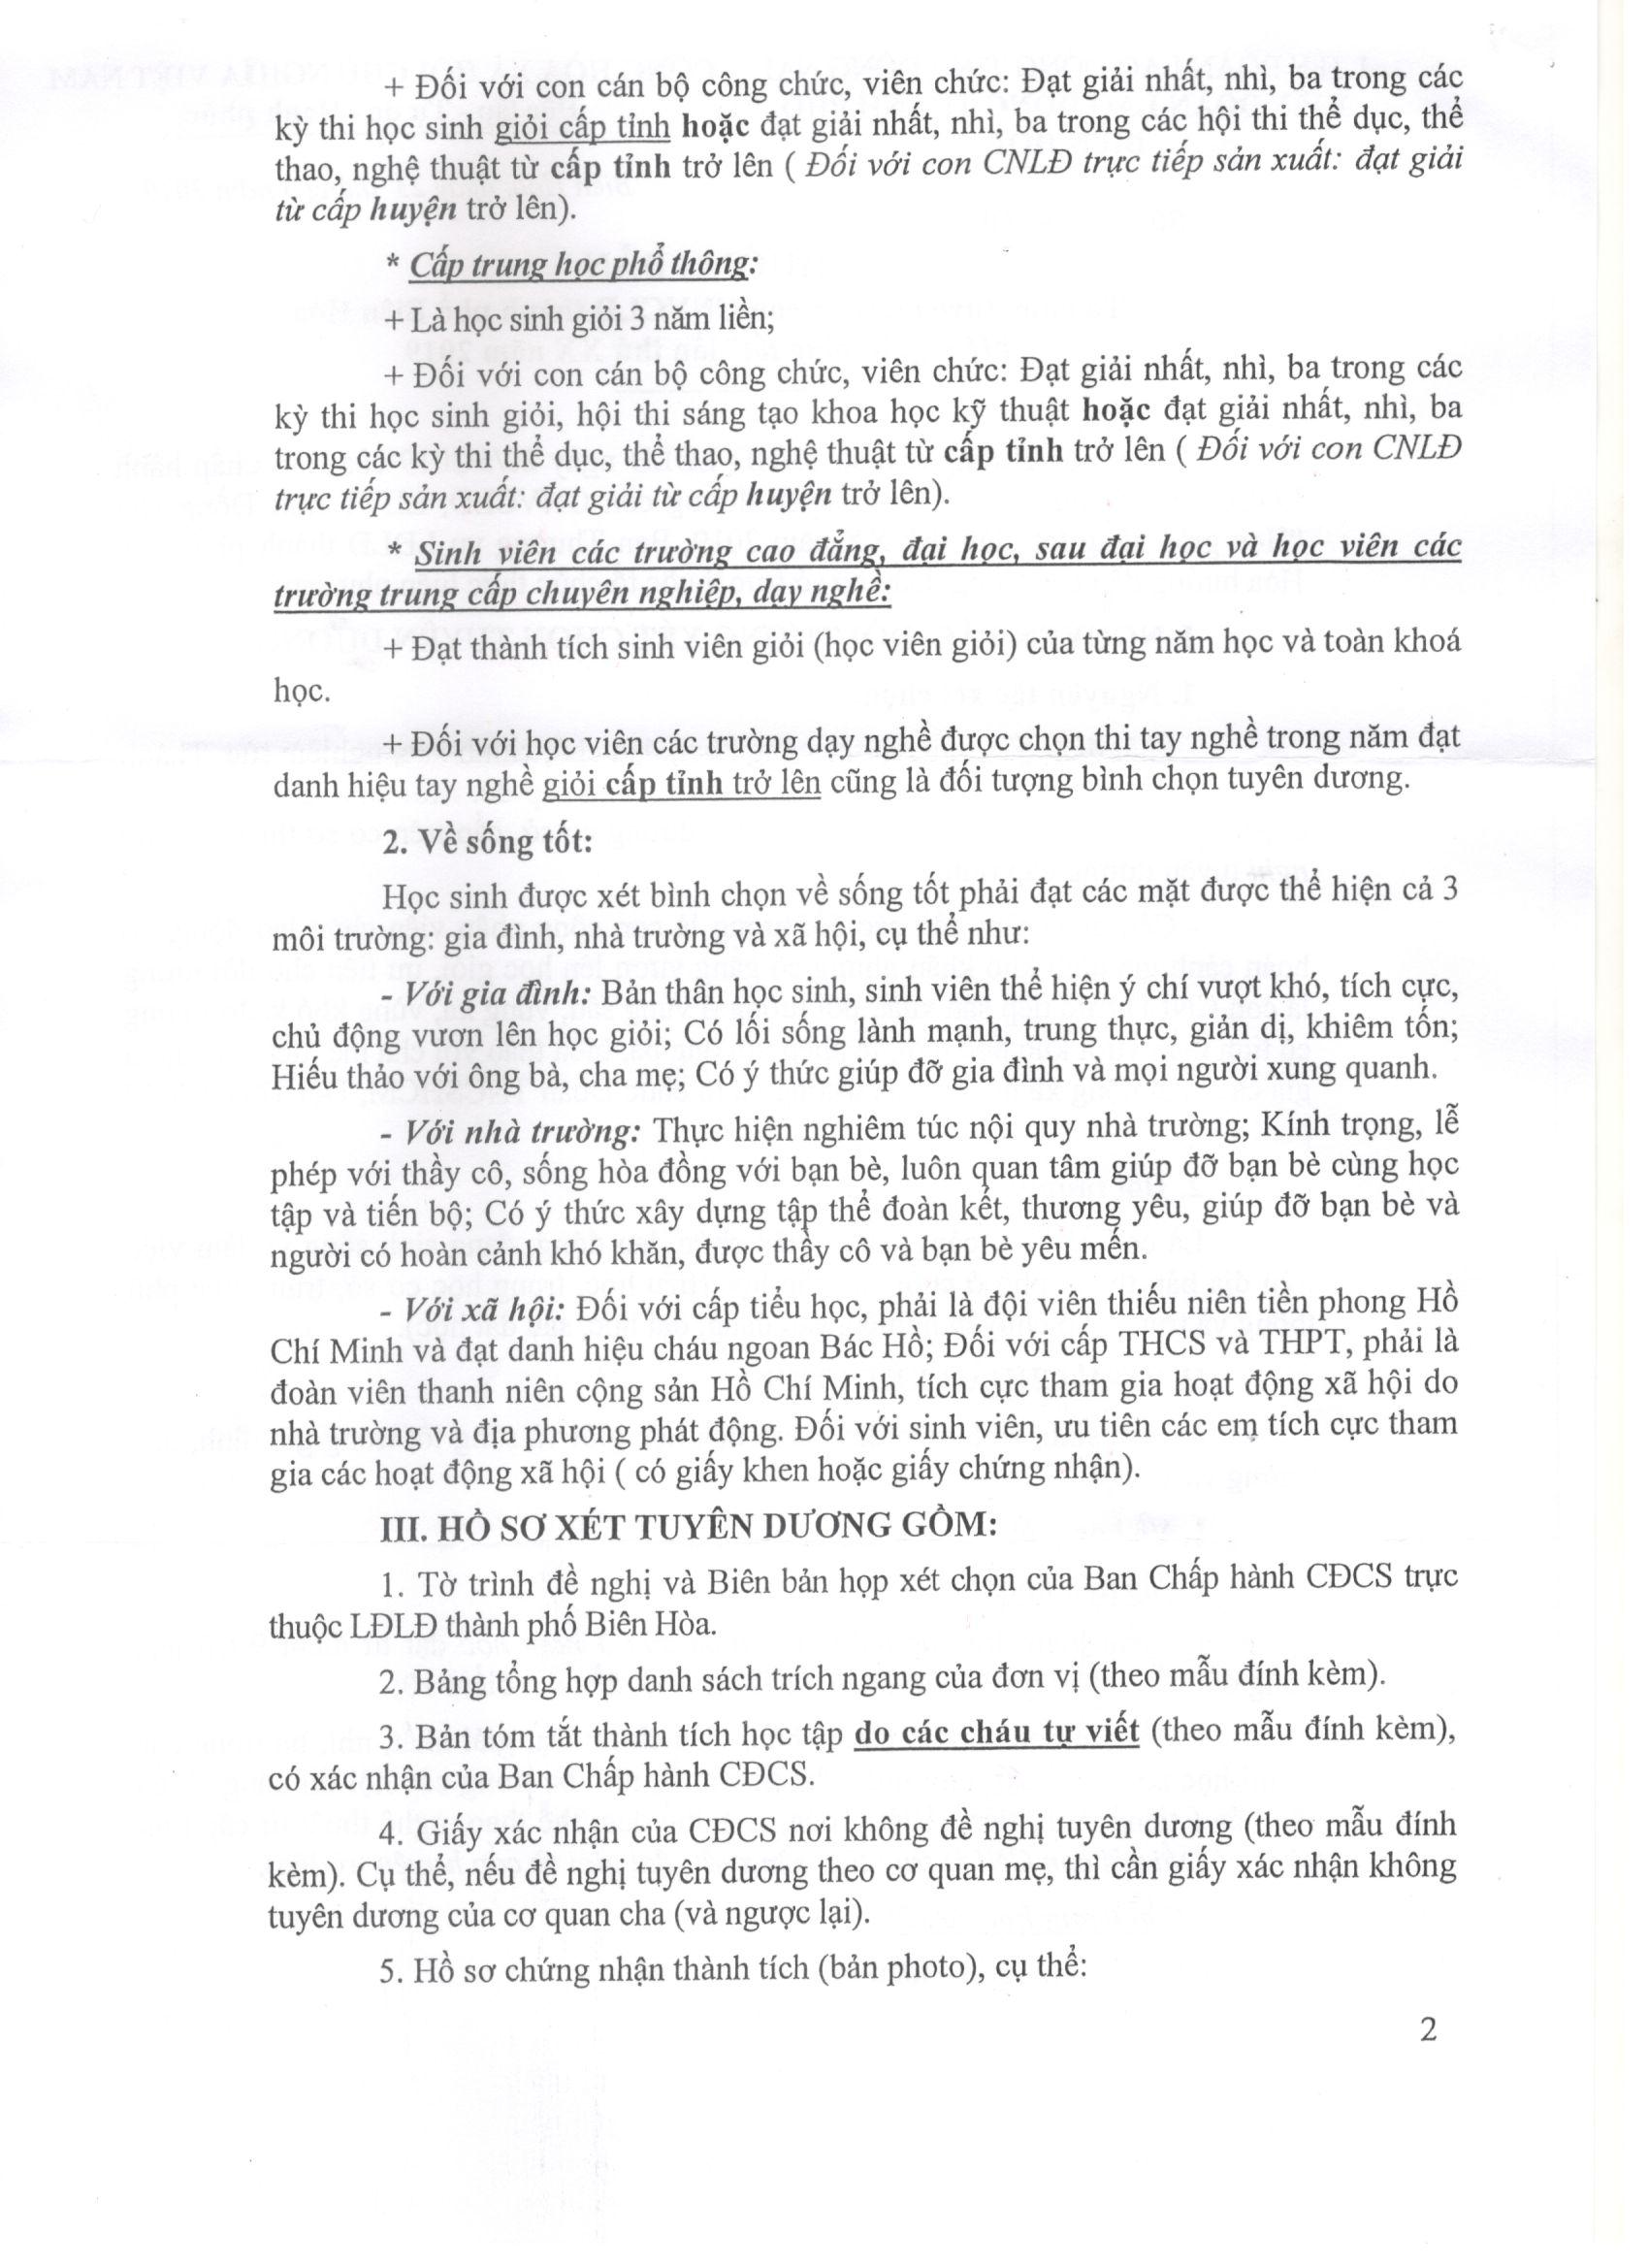 + Đối với con cán bộ công chức, viên chức: Đạt giải nhất, nhì, ba trong các
kỳ thi học sinh giỏi cấp tỉnh hoặc đạt giải nhất, nhì, ba trong các hội thi thể dục, thể
thao, nghệ thuật từ cấp tỉnh trở lên ( Đối với con CNLĐ trực tiếp sản xuất: đạt giải
từ cấp huyện trở lên).
* Cấp trung học phổ thông:
+ Là học sinh giỏi 3 năm liền;
+ Đối với con cán bộ công chức, viên chức: Đạt giải nhất, nhì, ba trong các
kỳ thi học sinh giỏi, hội thi sáng tạo khoa học kỹ thuật hoặc đạt giải nhất, nhì, ba
trong các kỳ thi thể dục, thể thao, nghệ thuật từ cấp tỉnh trở lên ( Đối với con CNLĐ
trực tiếp sản xuất: đạt giải từ cấp huyện trở lên).
* Sinh viên các trường cao đẳng, đại học, sau đại học và học viên các
trường trung cấp chuyên nghiệp, dạy nghề:
+ Đạt thành tích sinh viên giỏi (học viên giỏi) của từng năm học và toàn khoá
học.
+ Đối với học viên các trường dạy nghề được chọn thi tay nghề trong năm đạt
danh hiệu tay nghề giỏi cấp tỉnh trở lên cũng là đối tượng bình chọn tuyên dương.
2. Về sống tốt:
Học sinh được xét bình chọn về sống tốt phải đạt các mặt được thể hiện cả 3
môi trường: gia đình, nhà trường và xã hội, cụ thể như:
- Với gia đình: Bản thân học sinh, sinh viên thể hiện ý chí vượt khó, tích cực,
chủ động vươn lên học giỏi; Có lối sống lành mạnh, trung thực, giản dị, khiêm tốn;
Hiếu thảo với ông bà, cha mẹ; Có ý thức giúp đỡ gia đình và mọi người xung quanh.
- Với nhà trường: Thực hiện nghiêm túc nội quy nhà trường; Kính trọng, lễ
phép với thầy cô, sống hòa đồng với bạn bè, luôn quan tâm giúp đỡ bạn bè cùng học
tập và tiến bộ; Có ý thức xây dựng tập thể đoàn kết, thương yêu, giúp đỡ bạn bè và
người có hoàn cảnh khó khăn, được thầy cô và bạn bè yêu mến.
- Với xã hội: Đối với cấp tiểu học, phải là đội viên thiếu niên tiền phong Hồ
Chí Minh và đạt danh hiệu cháu ngoan Bác Hồ; Đối với cấp THCS và THPT, phải là
đoàn viên thanh niên cộng sản Hồ Chí Minh, tích cực tham gia hoạt động xã hội do
nhà trường và địa phương phát động. Đối với sinh viên, ưu tiên các em tích cực tham
gia các hoạt động xã hội ( có giấy khen hoặc giấy chứng nhận).
III. HỒ SƠ XÉT TUYÊN DƯƠNG GỒM:
1. Tờ trình đề nghị và Biên bản họp xét chọn của Ban Chấp hành CĐCS trực
thuộc LĐLĐ thành phố Biên Hòa.
2. Bảng tổng hợp danh sách trích ngang của đơn vị (theo mẫu đính kèm).
3. Bản tóm tắt thành tích học tập do các cháu tự viết (theo mẫu đính kèm),
có xác nhận của Ban Chấp hành CĐCS.
4. Giấy xác nhận của CĐCS nơi không đề nghị tuyên dương (theo mẫu đính
kèm). Cụ thể, nếu đề nghị tuyên dương theo cơ quan mẹ, thì cần giấy xác nhận không
tuyên dương của cơ quan cha (và ngược lại).
5. Hồ sơ chứng nhận thành tích (bản photo), cụ thể:
2